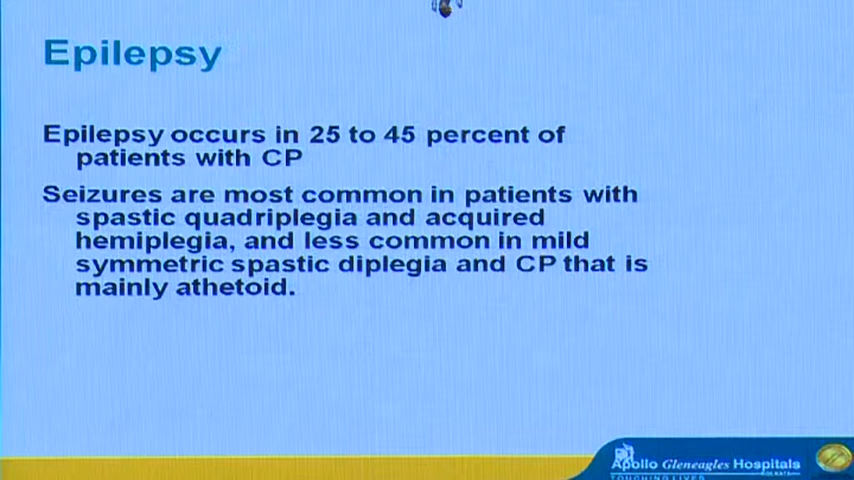 Epilepsy
Epilepsy occurs in 25 to 45 percent of
patients with CP
Seizures are most common in patients with
spastic quadriplegia and acquired
hemiplegia, and less common in mild
symmetric spastic diplegia and CP that is
mainly athetoid.
Apollo Gleneagles Hospitals
KOLKATA
TOUCHING LIVES